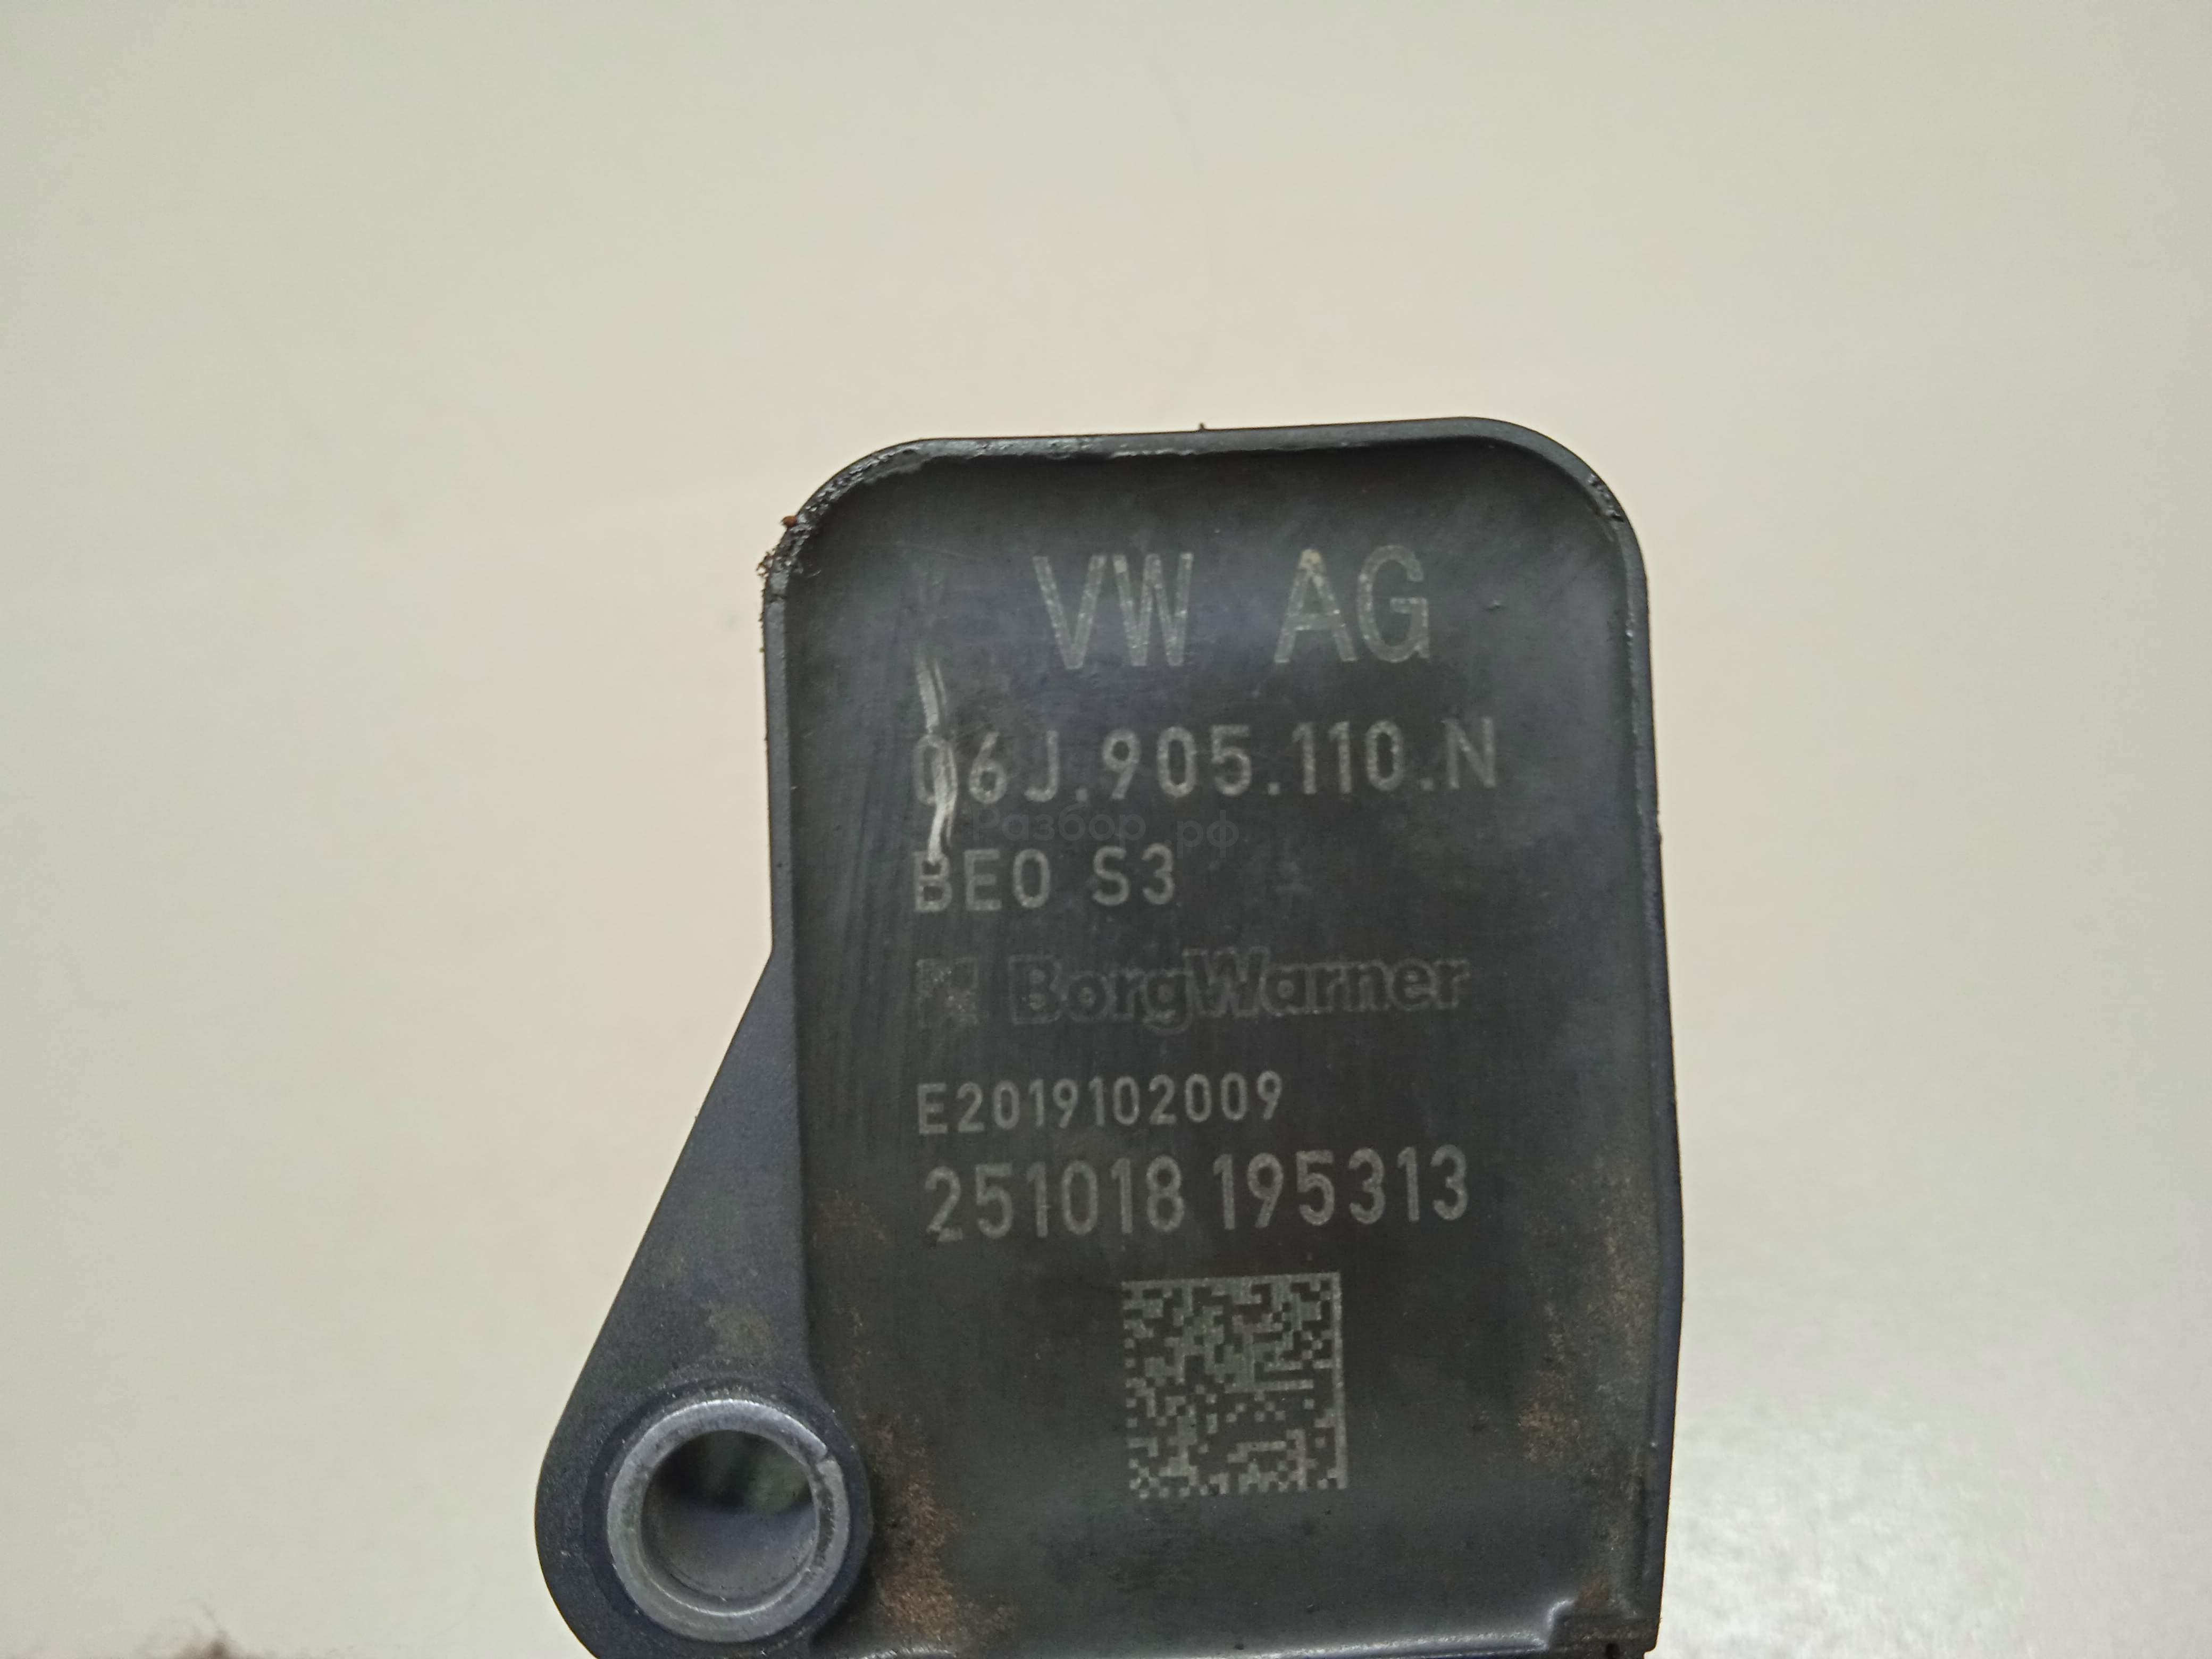 VW AG
06J.905.110.N
Разбор.рф
BE0 S3
BorgWarner
E2019102009
251018 195313